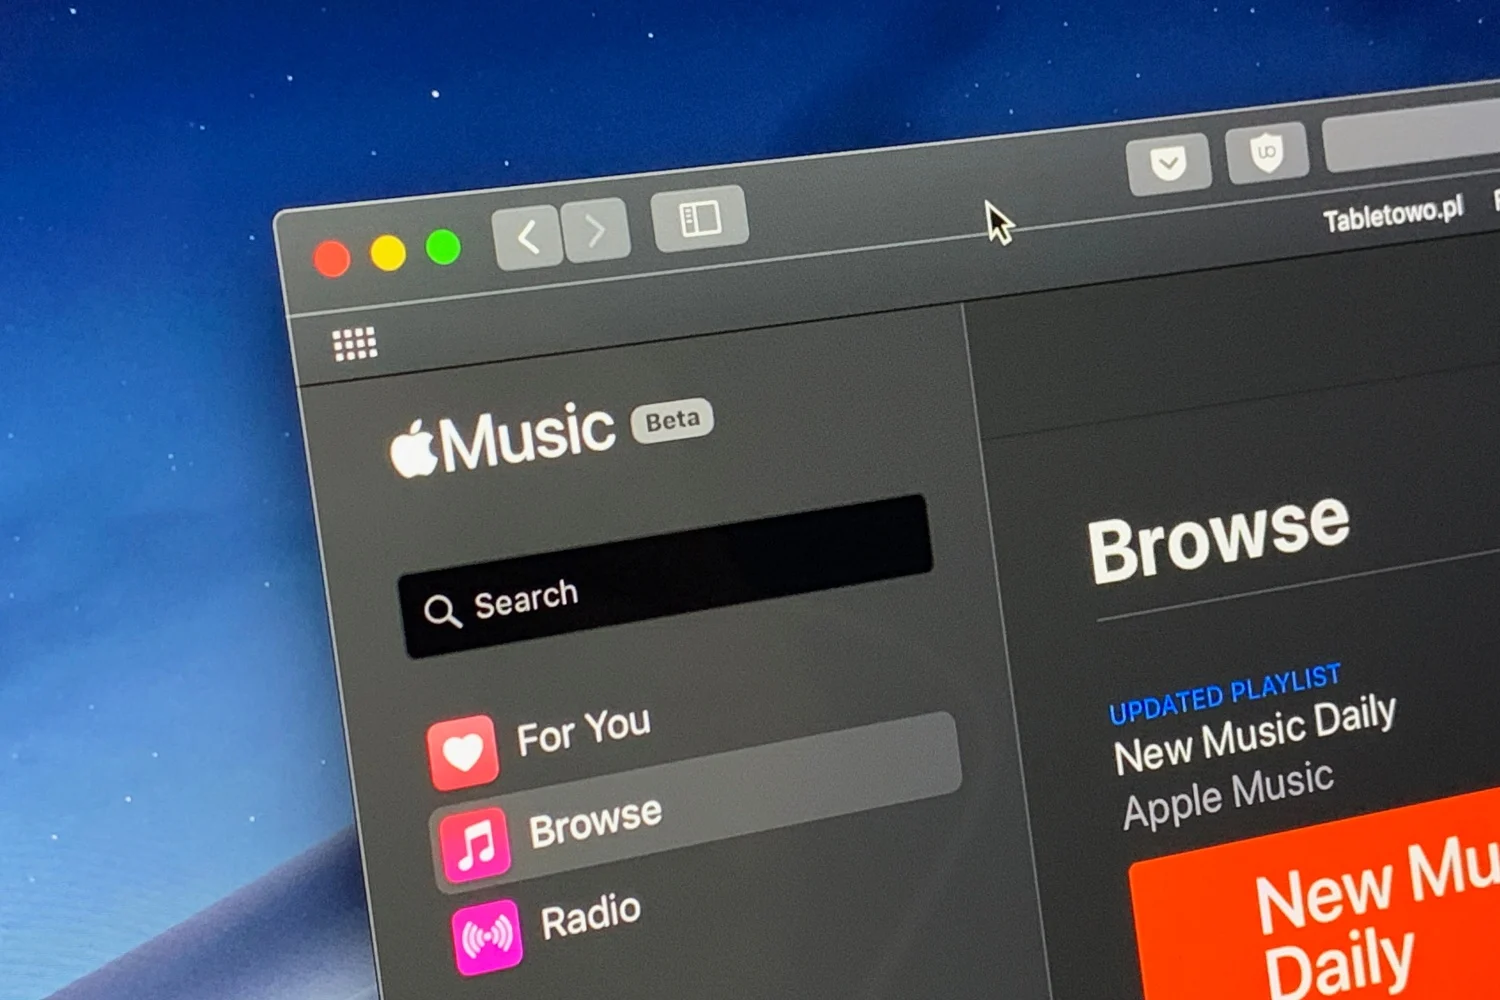 Tabletowo.pl
Music Beta
Search
For You
Browse
Radio
Browse
UPDATED PLAYLIST
New Music Daily
Apple Music
New Mu
Daily